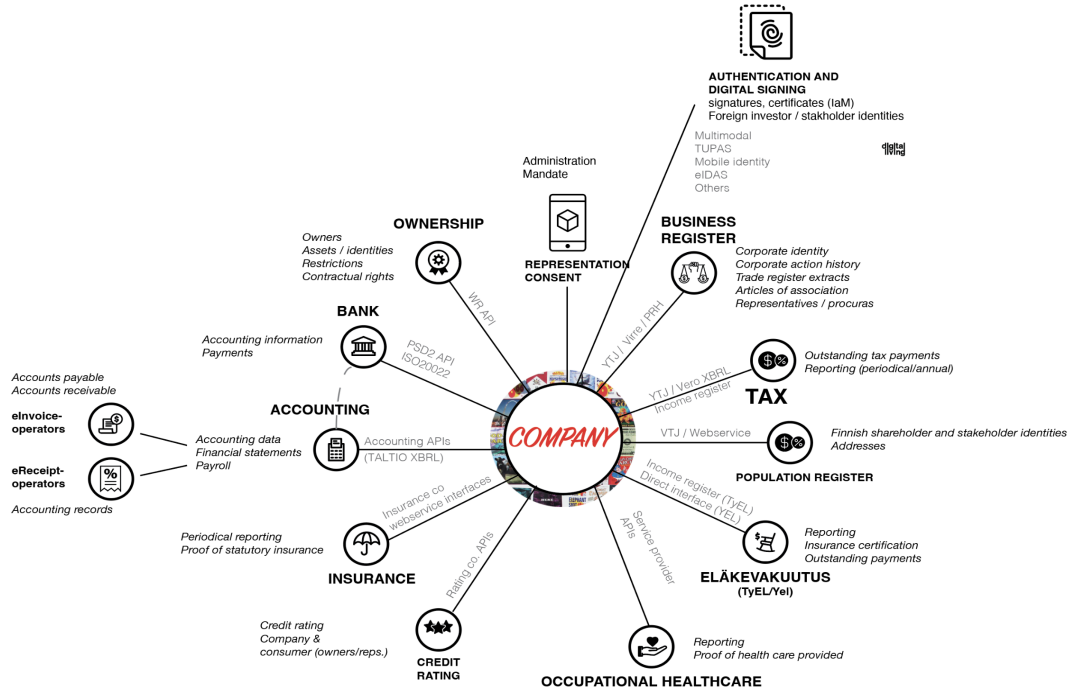 AUTHENTICATION AND
DIGITAL SIGNING
signatures, certificates (IaM)
Foreign investor / stakholder identities
Multimodal
TUPAS
Mobile identity
eIDAS
Others
digital
living
Administration
Mandate
REPRESENTATION
CONSENT
OWNERSHIP
Owners
Assets / identities
Restrictions
Contractual rights
WR API
BUSINESS
REGISTER
Corporate identity
Corporate action history
Trade register extracts
Articles of association
Representatives / procuras
YTJ / Virre / PRH
BANK
Accounting information
Payments
PSD2 API
ISO20022
Outstanding tax payments
Reporting (periodical/annual)
TAX
YTJ / Vero XBRL
Income register
Accounts payable
Accounts receivable
eInvoice-
operators
eReceipt-
operators
Accounting records
ACCOUNTING
Accounting data
Financial statements
Payroll
Accounting APIs
(TALTIO XBRL)
COMPANY
VTJ / Webservice
Finnish shareholder and stakeholder identities
Addresses
POPULATION REGISTER
Insurance co
webservice interfaces
Periodical reporting
Proof of statutory insurance
INSURANCE
Income register (TyEL)
Direct interface (YEL)
Reporting
Insurance certification
Outstanding payments
ELÄKEVAKUUTUS
(TyEL/Yel)
Rating co. APIs
Credit rating
Company &
consumer (owners/reps.)
CREDIT
RATING
Service provider
APIs
Reporting
Proof of health care provided
OCCUPATIONAL HEALTHCARE